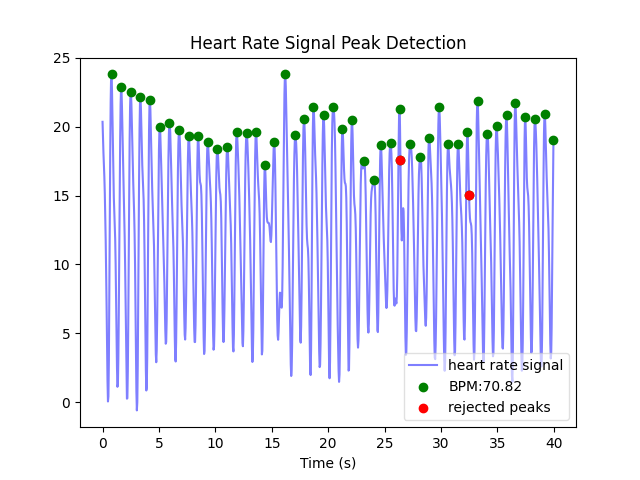 Heart Rate Signal Peak Detection
25
20
15
10
5
0
heart rate signal
BPM:70.82
rejected peaks
0 5 10 15 20 25 30 35 40
Time (s)